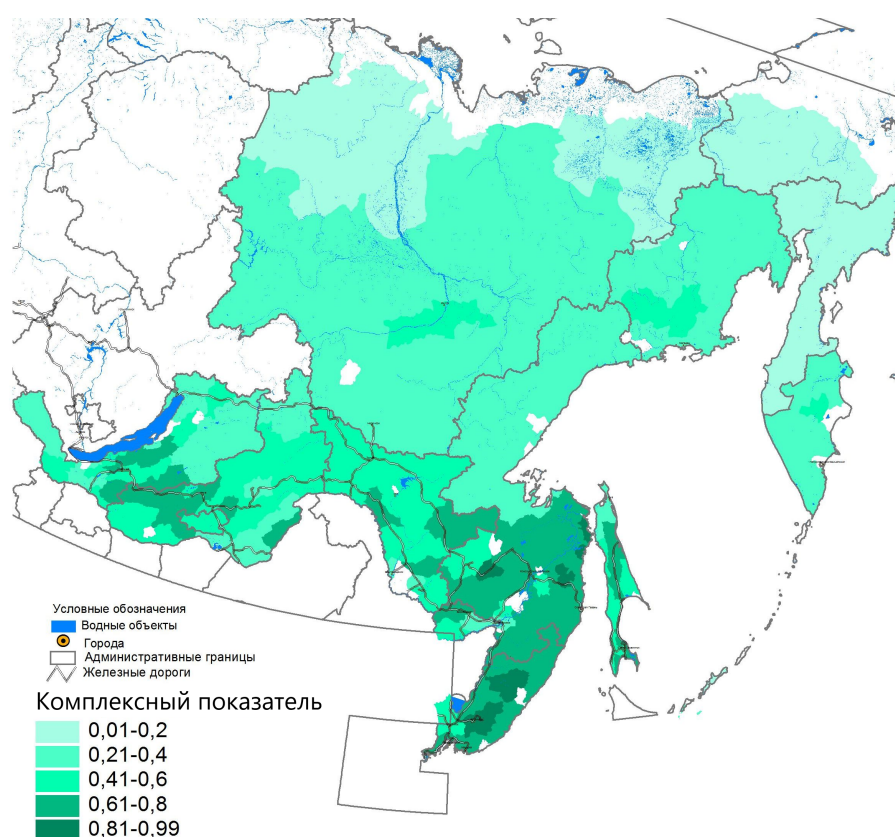 Условные обозначения
Водные объекты
Города
Административные границы
Железные дороги
Комплексный показатель
0,01-0,2
0,21-0,4
0,41-0,6
0,61-0,8
0,81-0,99